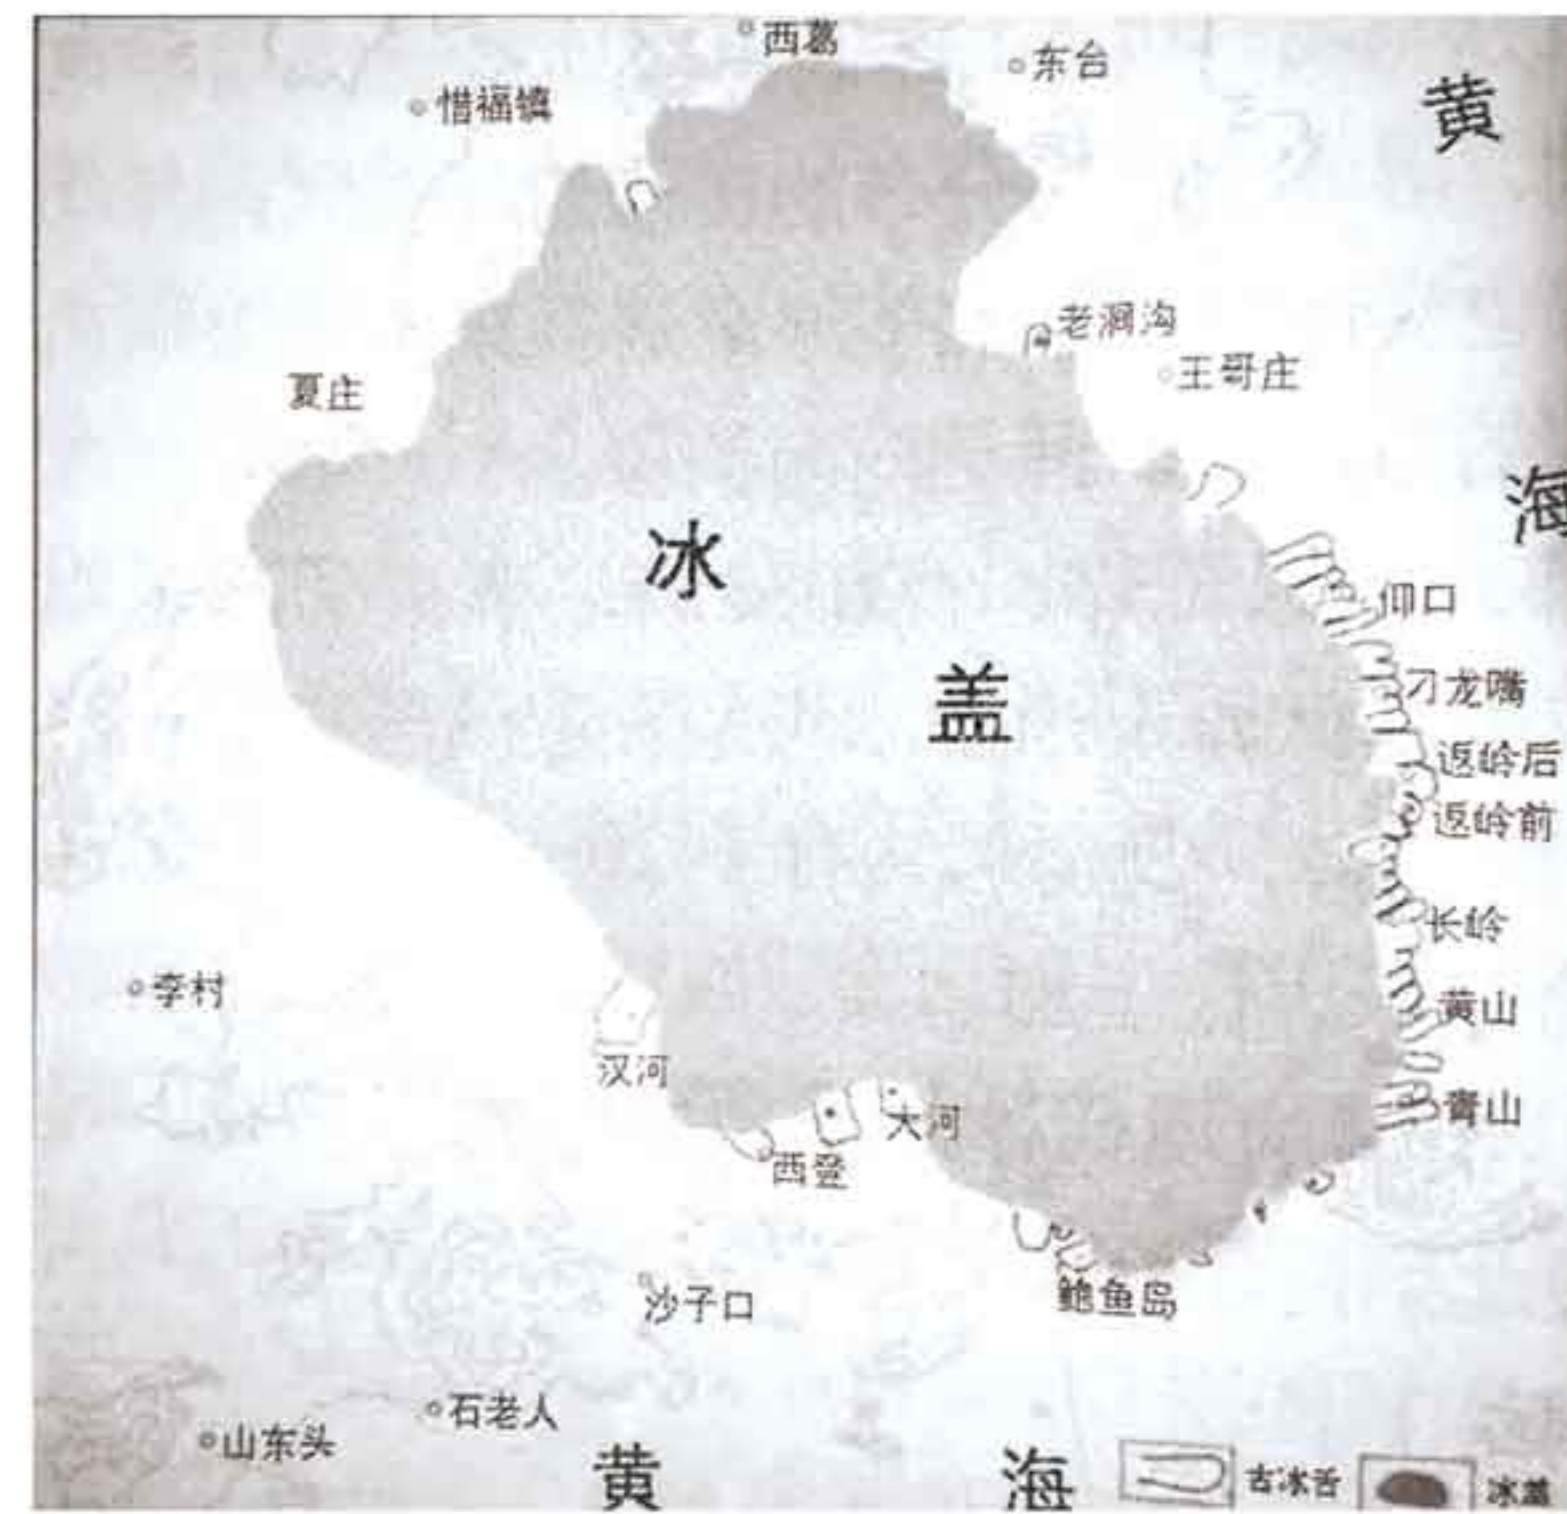 西葛
东台
惜福镇
黄
老涧沟
王哥庄
夏庄
海
冰
仰口
盖
刁龙嘴
返岭后
返岭前
长岭
李村
黄山
汉河
青山
大河
西登
沙子口
鲍鱼岛
石老人
山东头
黄
海
古冰舌
冰盖